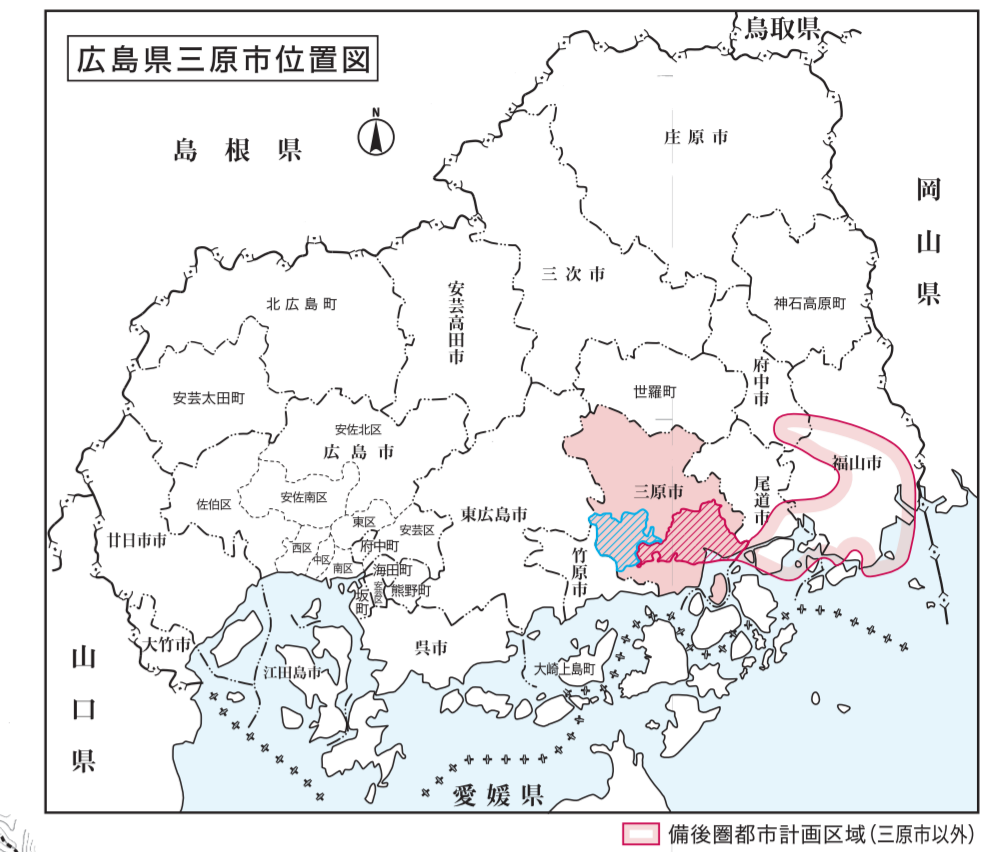 鳥取県
広島県三原市位置図
N
島根県
庄原市
岡山県
三次市
北広島町
安芸高田市
神石高原町
府中市
世羅町
安芸太田町
安佐北区
広島市
福山市
三原市
尾道市
佐伯区
安佐南区
東広島市
東区
安芸区
廿日市市
西区
中区
南区
府中町
海田町
竹原市
安芸区
熊野町
坂町
大竹市
呉市
江田島市
大崎上島町
山口県
愛媛県
備後圏都市計画区域(三原市以外)